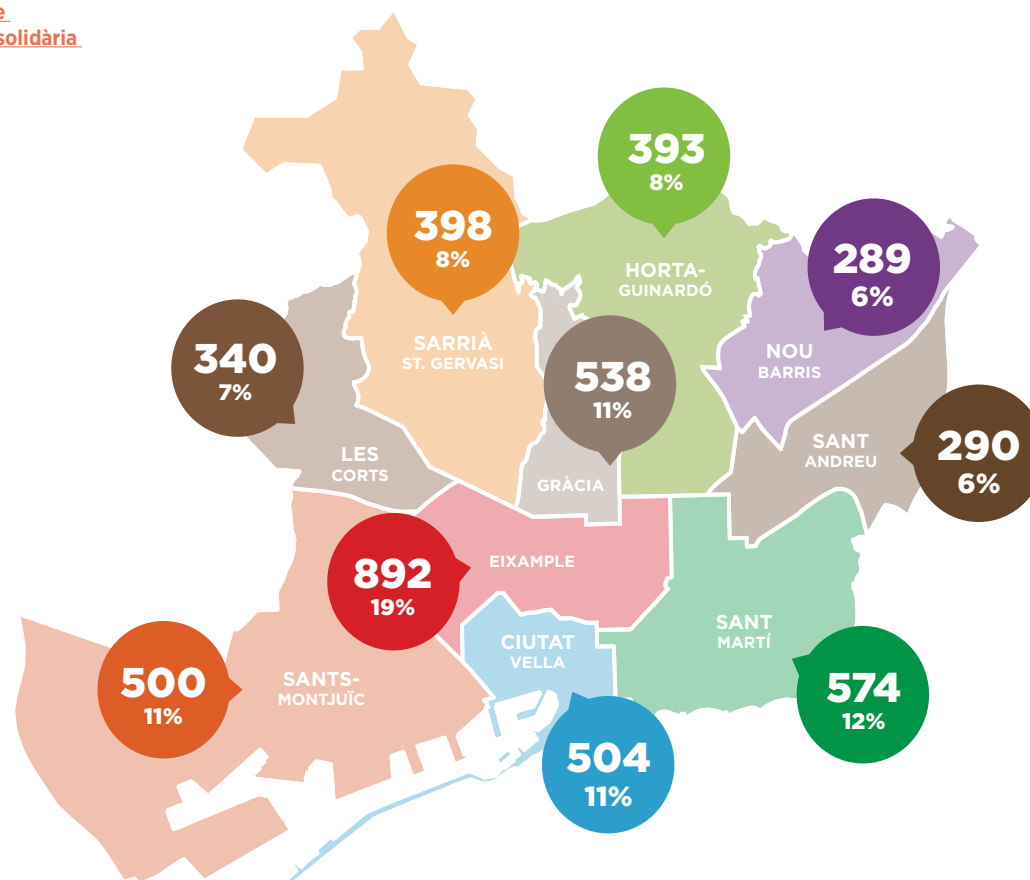 e
solidària
393
8%
398
8%
289
6%
HORTA-
GUINARDÓ
SARRIÀ
ST. GERVASI
340
7%
538
11%
NOU
BARRIS
SANT
ANDREU
290
6%
LES
CORTS
GRÀCIA
892
19%
EIXAMPLE
CIUTAT
VELLA
SANT
MARTÍ
500
11%
SANTS-
MONTJUÏC
574
12%
504
11%